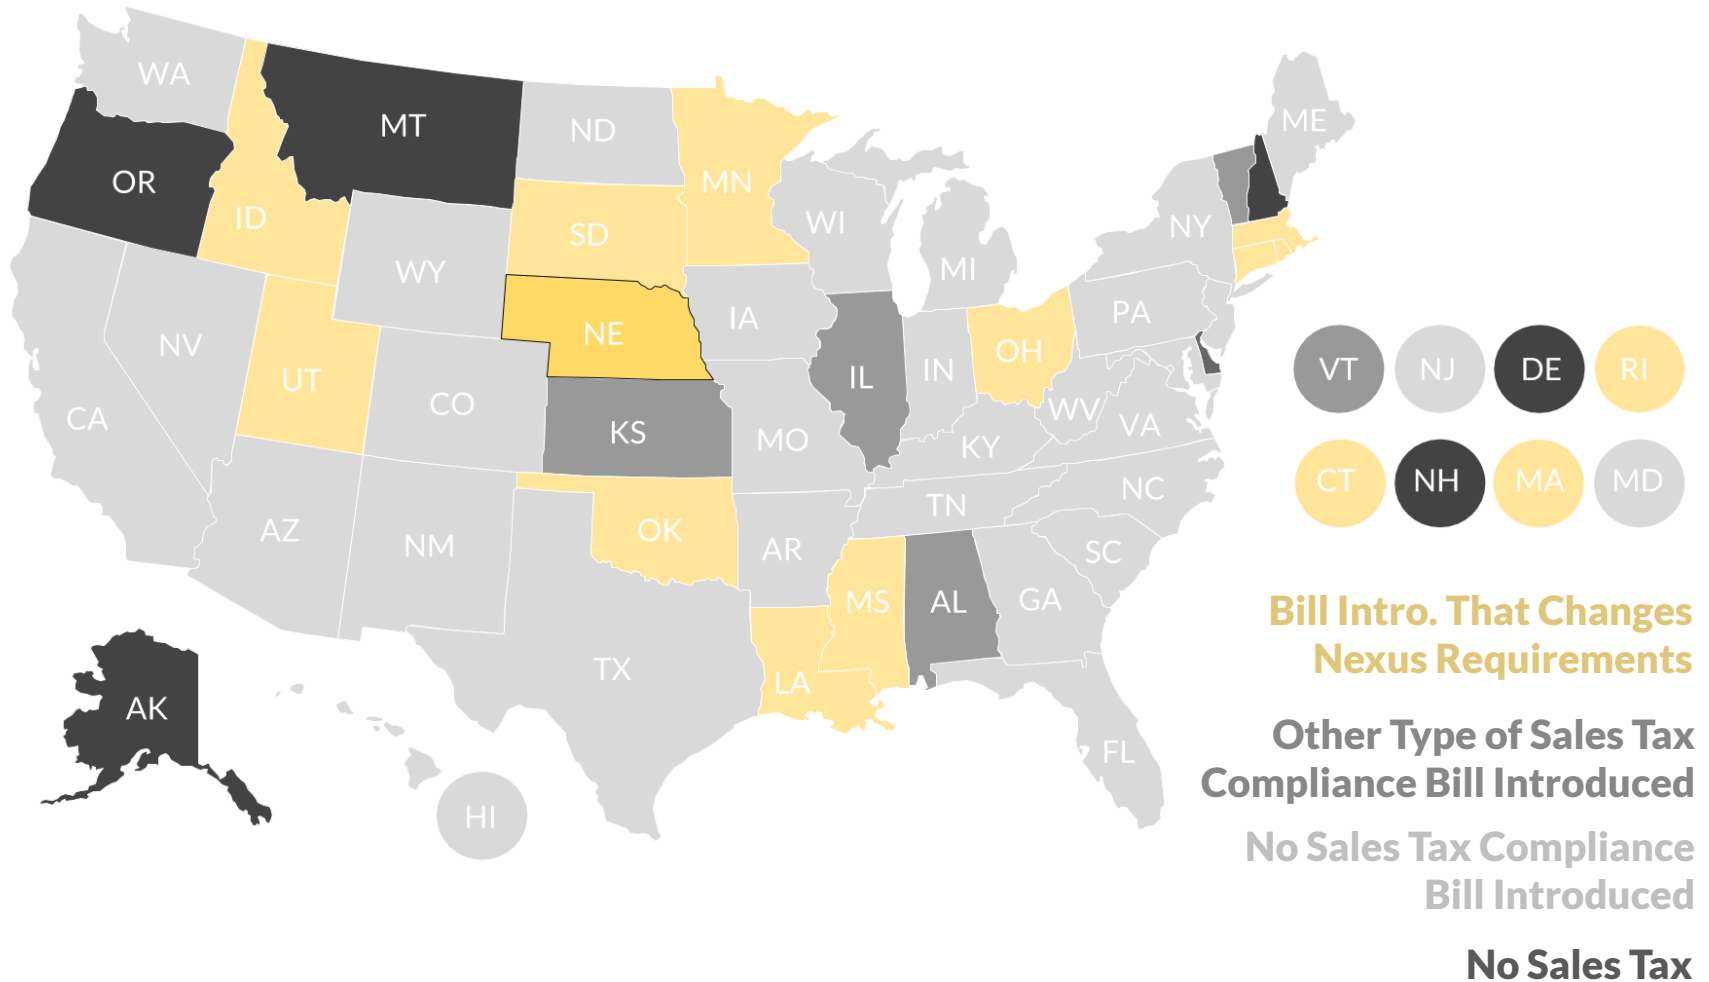 WA
MT
ND
ME
OR
ID
MN
SD
WI
NY
WY
MI
NE
IA
PA
NV
UT
OH
IL
IN
CO
CA
KS
MO
WV
VA
KY
VT
NJ
DE
RI
CT
NH
MA
MD
NC
TN
AZ
NM
OK
AR
SC
MS
AL
GA
TX
LA
AK
FL
HI
Bill Intro. That Changes
Nexus Requirements
Other Type of Sales Tax
Compliance Bill Introduced
No Sales Tax Compliance
Bill Introduced
No Sales Tax